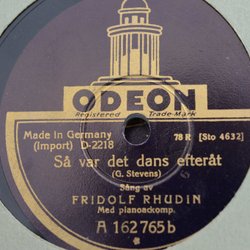 ODEON
Registered Trade-Mark
Made in Germany
(Import) D-2218
78 R [Sto 4632]
Så var det dans efteråt
(G. Stevens)
Sång av
FRIDOLF RHUDIN
Med pianoackomp.
A 162765 b